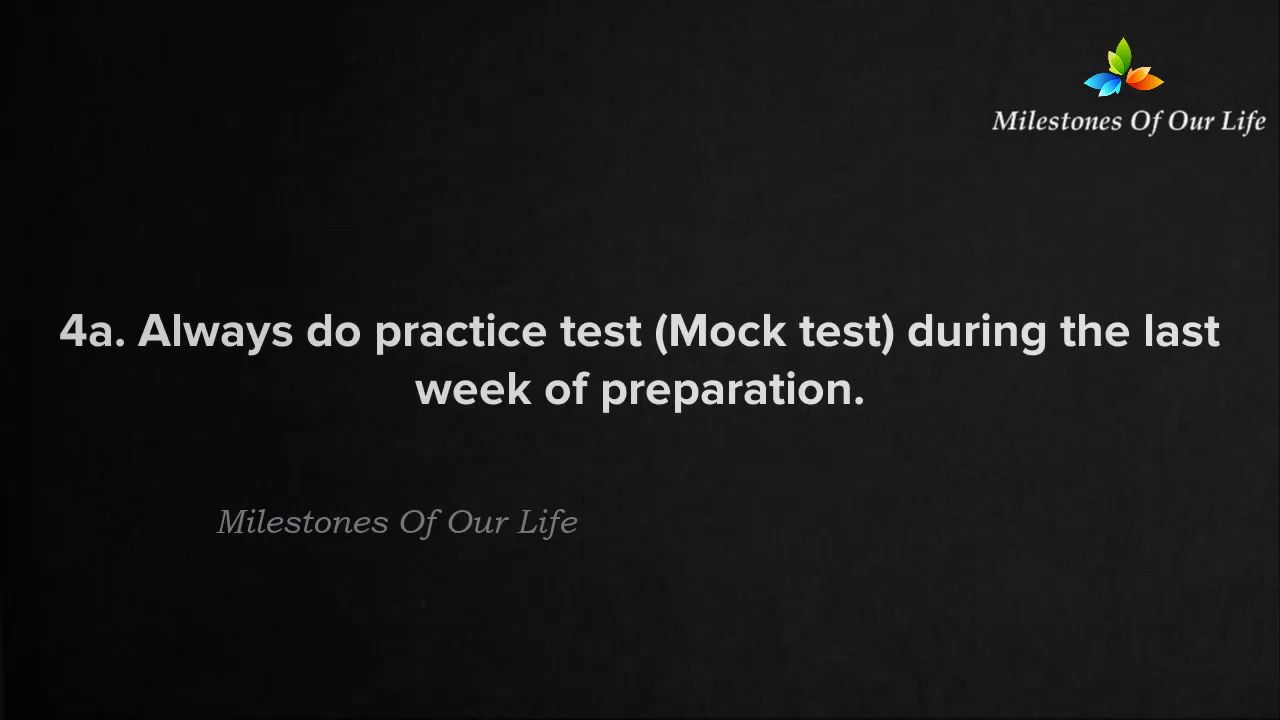 Milestones Of Our Life
4a. Always do practice test (Mock test) during the last
week of preparation.
Milestones Of Our Life